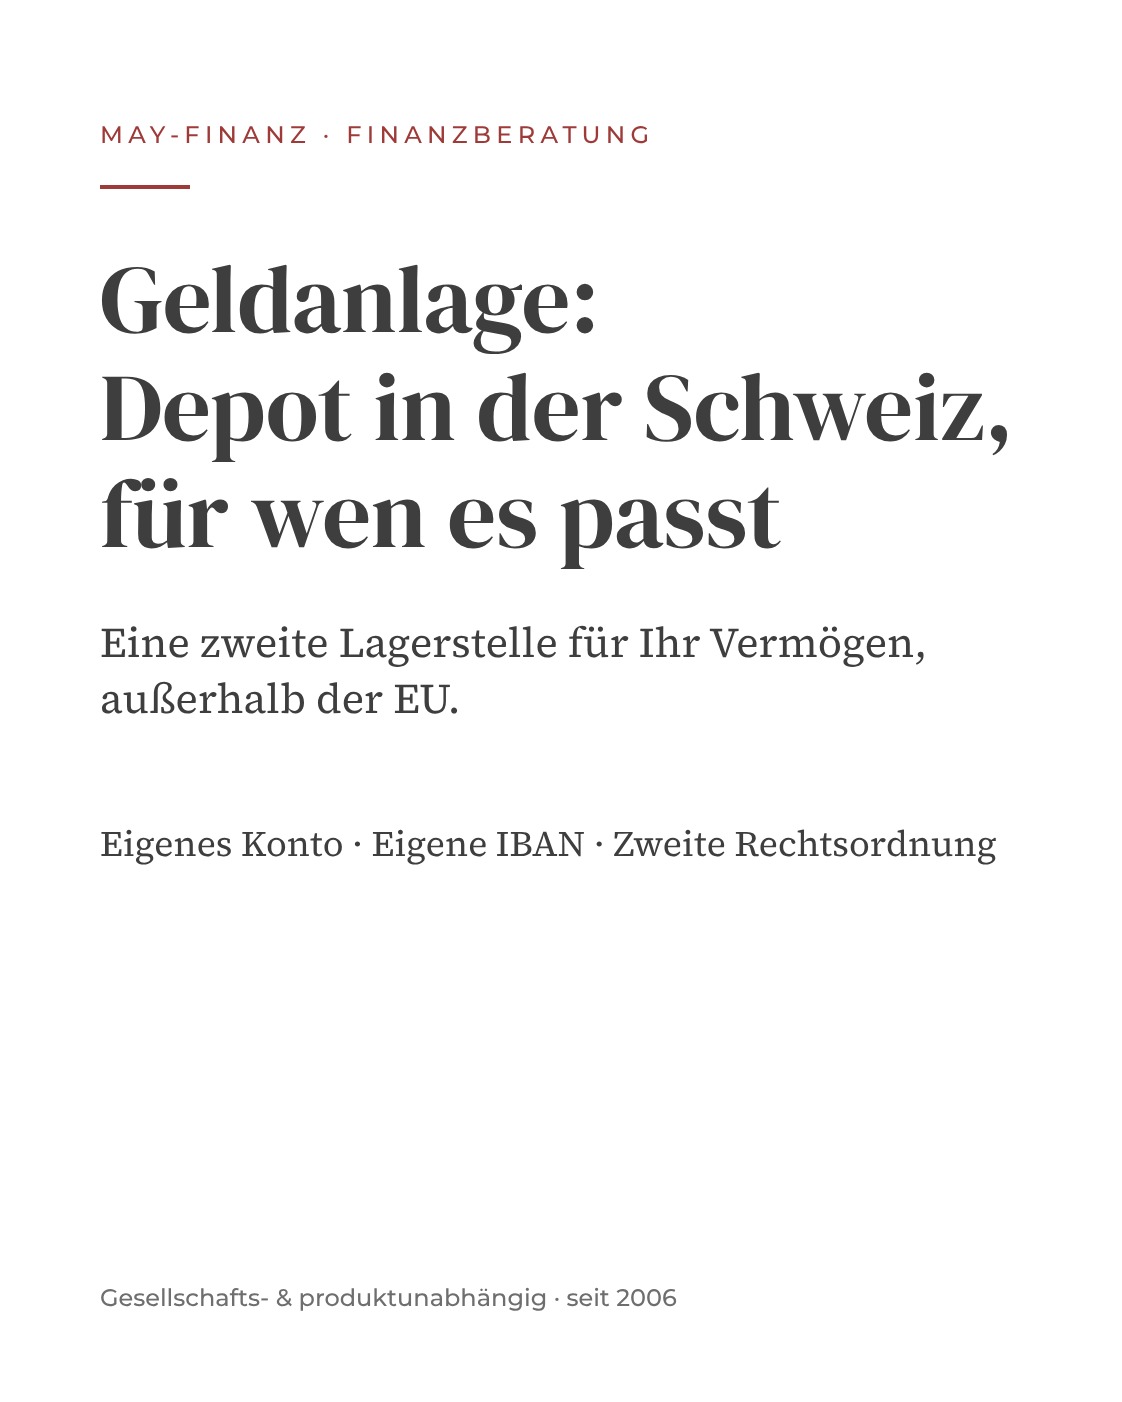 MAY-FINANZ · FINANZBERATUNG
Geldanlage:
Depot in der Schweiz,
für wen es passt
Eine zweite Lagerstelle für Ihr Vermögen,
außerhalb der EU.
Eigenes Konto · Eigene IBAN · Zweite Rechtsordnung
Gesellschafts- & produktunabhängig · seit 2006